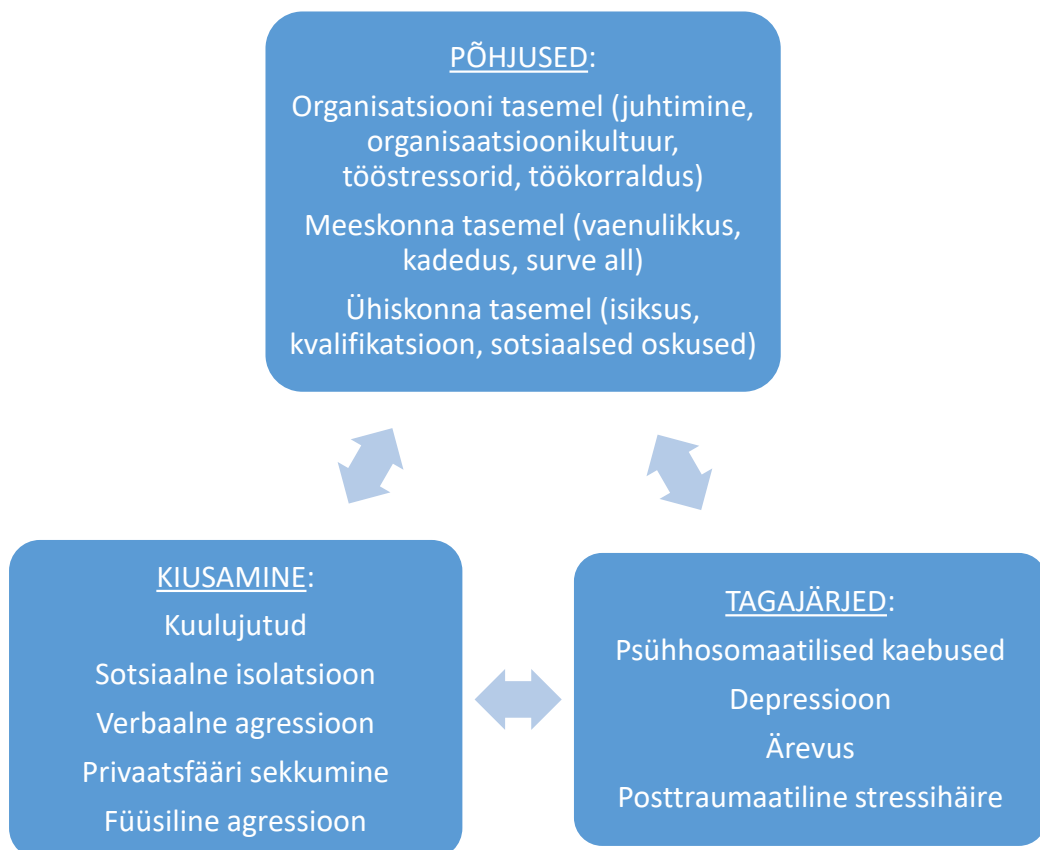 PÕHJUSED:
Organisatsiooni tasemel (juhtimine,
organisaatsioonikultuur,
tööstressorid, töökorraldus)
Meeskonna tasemel (vaenulikkus,
kadedus, surve all)
Ühiskonna tasemel (isiksus,
kvalifikatsioon, sotsiaalsed oskused)
KIUSAMINE:
Kuulujutud
Sotsiaalne isolatsioon
Verbaalne agressioon
Privaatsfääri sekkumine
Füüsiline agressioon
TAGAJÄRJED:
Psühhosomaatilised kaebused
Depressioon
Ärevus
Posttraumaatiline stressihäire